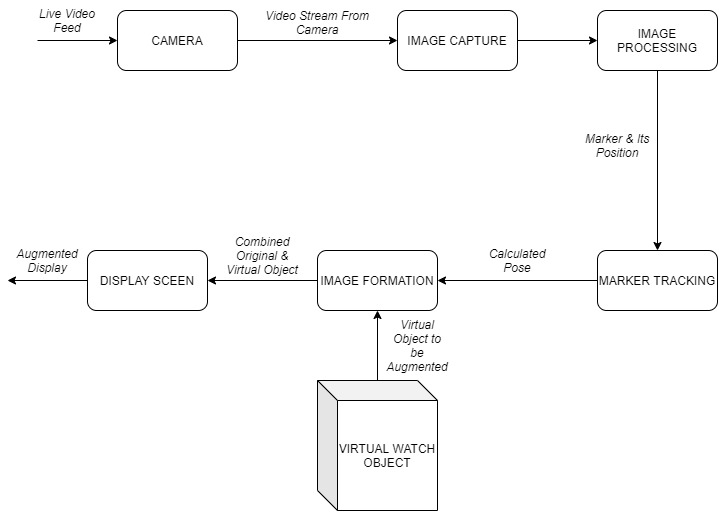 Live Video
Feed
CAMERA
Video Stream From
Camera
IMAGE CAPTURE
IMAGE
PROCESSING
Marker & Its
Position
MARKER TRACKING
Calculated
Pose
IMAGE FORMATION
Combined
Original &
Virtual Object
DISPLAY SCEEN
Augmented
Display
Virtual
Object to
be
Augmented
VIRTUAL WATCH
OBJECT